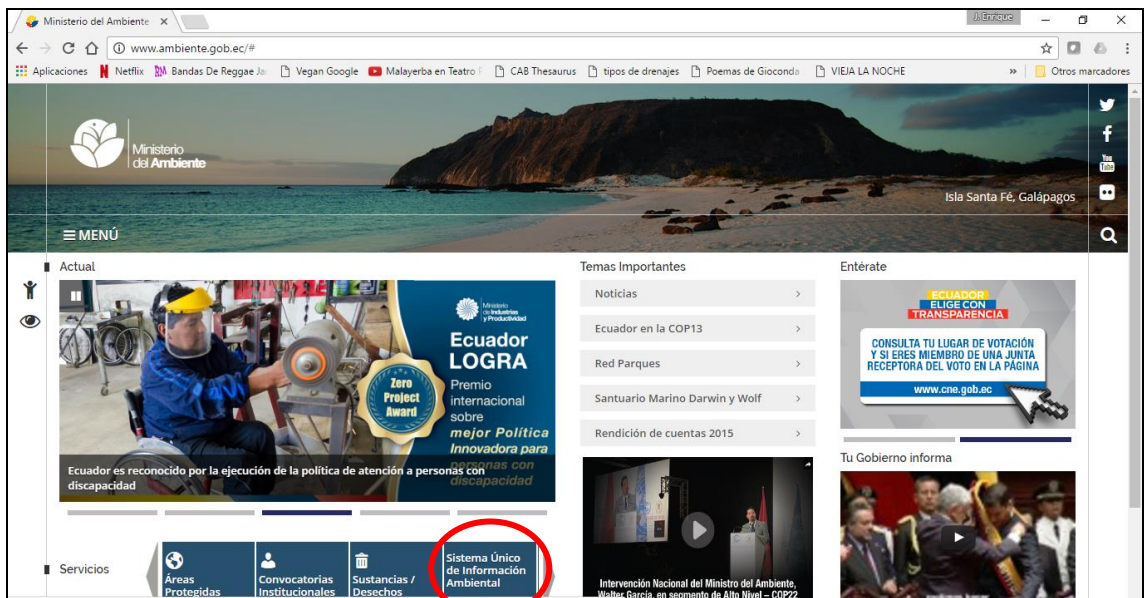 Ministerio del Ambiente
J. Enrique
www.ambiente.gob.ec/#
Aplicaciones
Netflix
Bandas De Reggae Ja
Vegan Google
Malayerba en Teatro
CAB Thesaurus
tipos de drenajes
Poemas de Gioconda
VIEJA LA NOCHE
»
Otros marcadores
Ministerio
del Ambiente
You
Tube
Isla Santa Fé, Galápagos
MENÚ
Actual
Ministerio
de Industrias
y Productividad
Ecuador
LOGRA
Premio
internacional
sobre
mejor Política
Innovadora para
personas con
discapacidad
Zero
Project
Award
Ecuador es reconocido por la ejecución de la política de atención a personas con
discapacidad
Temas Importantes
Noticias
Ecuador en la COP13
Red Parques
Santuario Marino Darwin y Wolf
Rendición de cuentas 2015
Intervención Nacional del Ministro del Ambiente,
Walter García, en segmento de Alto Nivel – COP22
Entérate
ECUADOR
ELIGE CON
TRANSPARENCIA
CONSULTA TU LUGAR DE VOTACIÓN
Y SI ERES MIEMBRO DE UNA JUNTA
RECEPTORA DEL VOTO EN LA PÁGINA
www.cne.gob.ec
Tu Gobierno informa
Servicios
Áreas
Protegidas
Convocatorias
Institucionales
Sustancias /
Desechos
Sistema Único
de Información
Ambiental